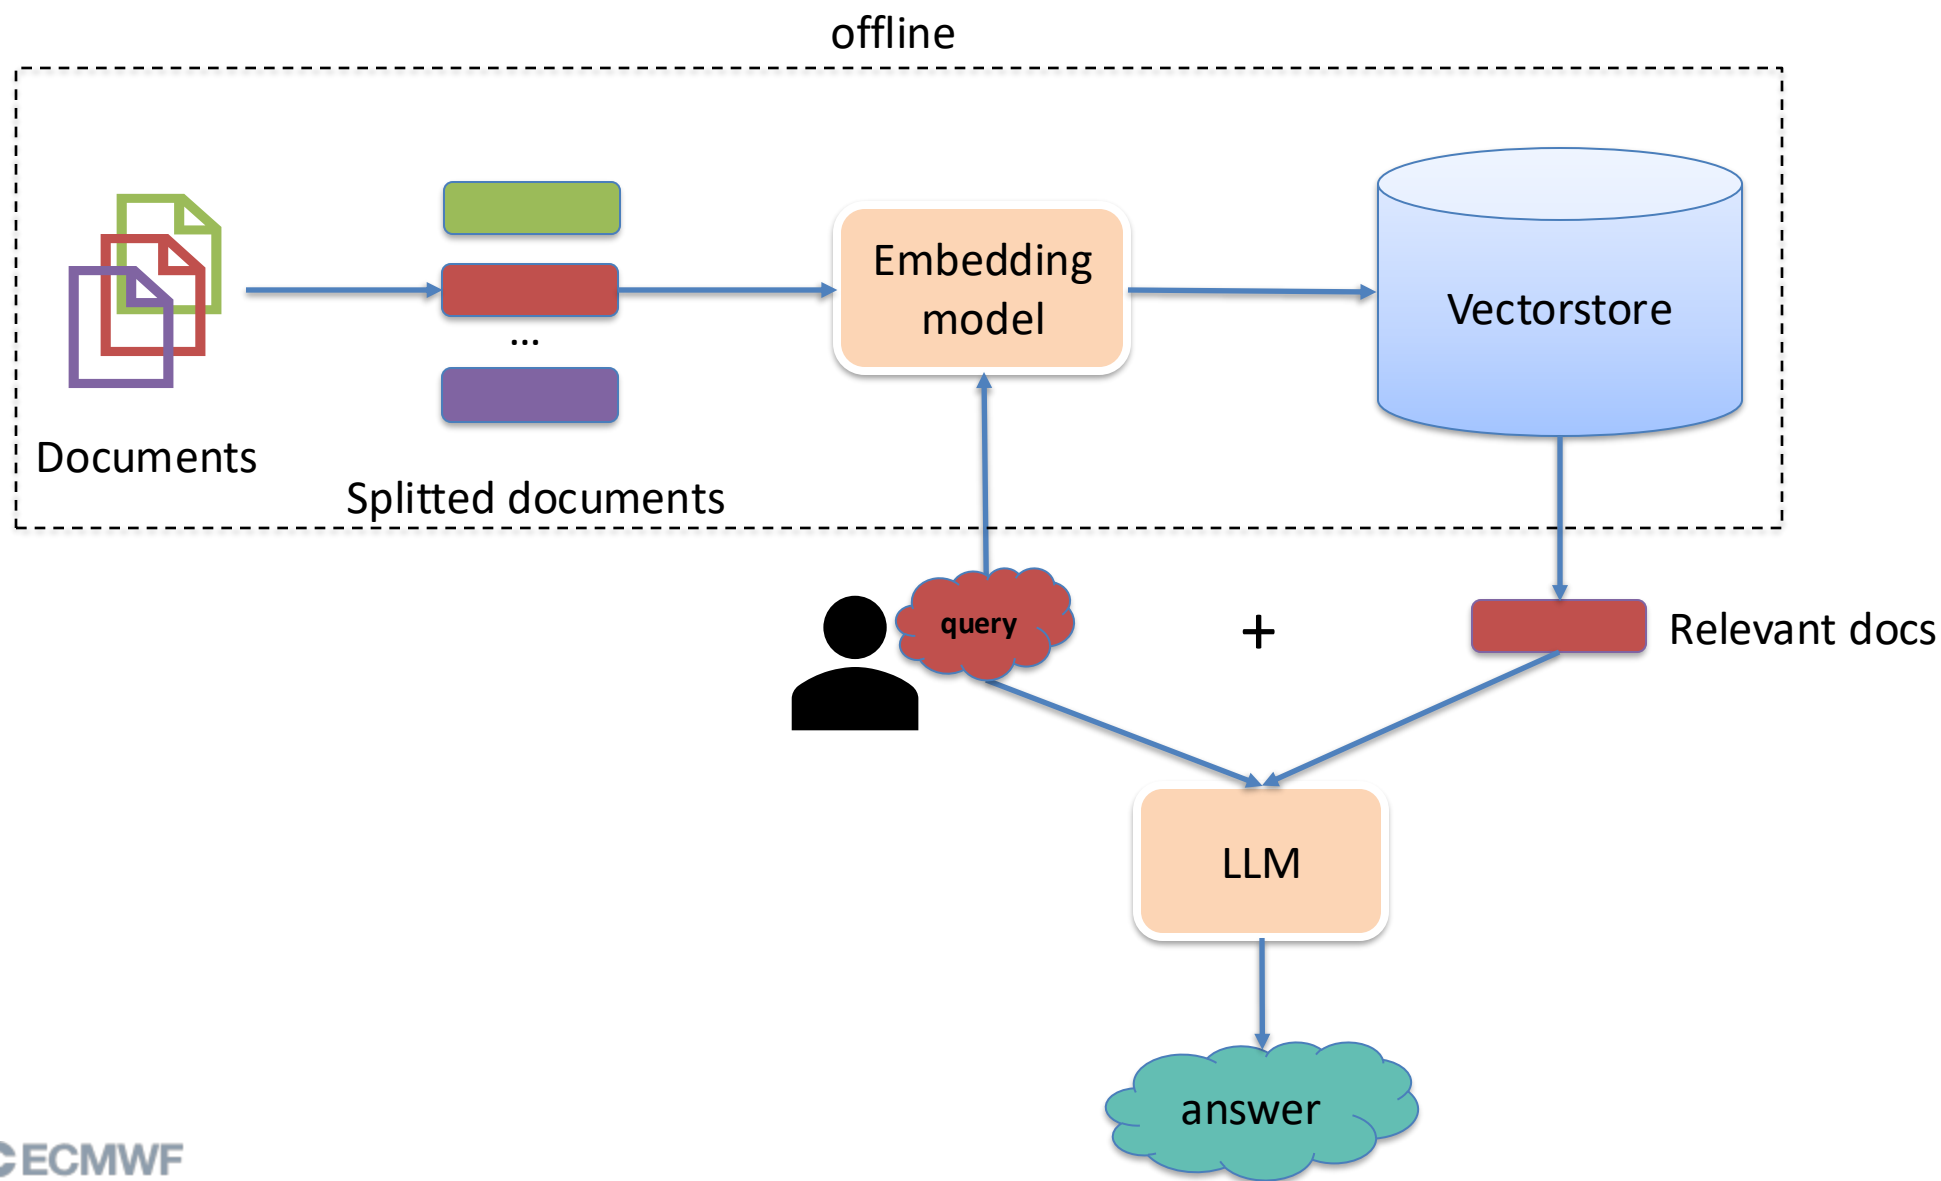 offline
Documents
Splitted documents
...
Embedding
model
Vectorstore
query
+
Relevant docs
LLM
answer
ECMWF